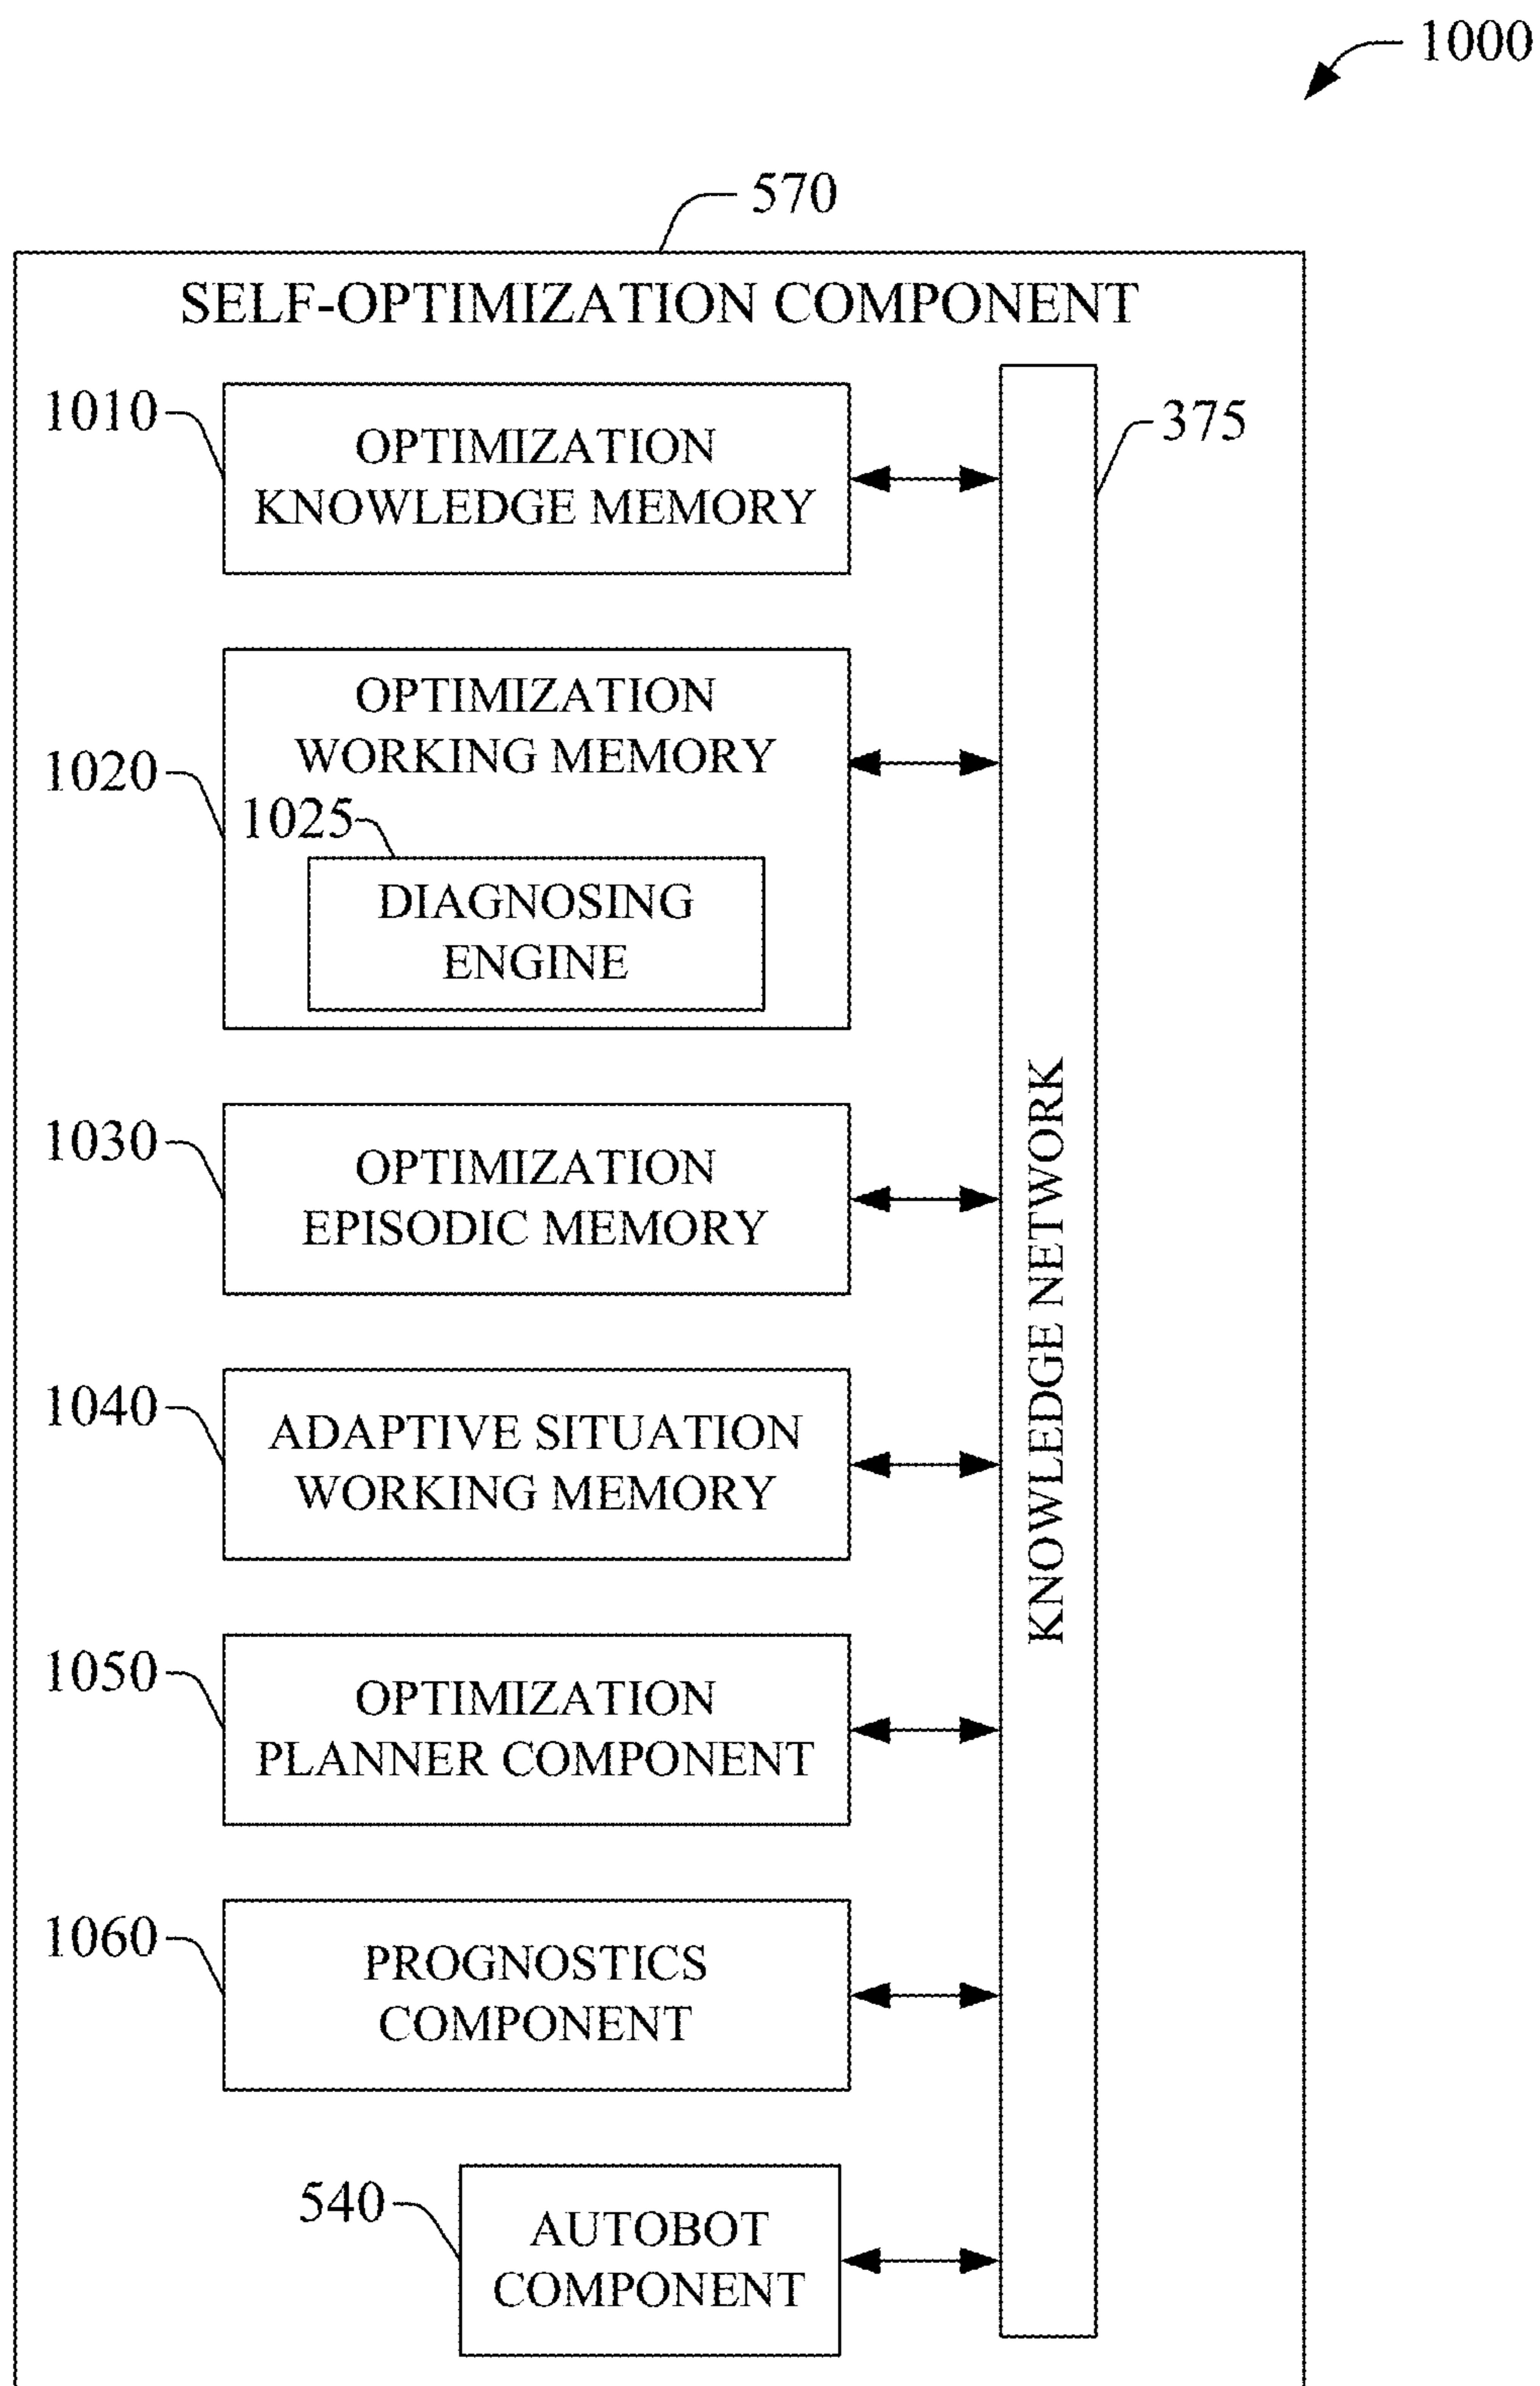 1000
570
SELF-OPTIMIZATION COMPONENT
1010
OPTIMIZATION
KNOWLEDGE MEMORY
375
1020
OPTIMIZATION
WORKING MEMORY
1025
DIAGNOSING
ENGINE
1030
OPTIMIZATION
EPISODIC MEMORY
KNOWLEDGE NETWORK
1040
ADAPTIVE SITUATION
WORKING MEMORY
1050
OPTIMIZATION
PLANNER COMPONENT
1060
PROGNOSTICS
COMPONENT
540
AUTOBOT
COMPONENT